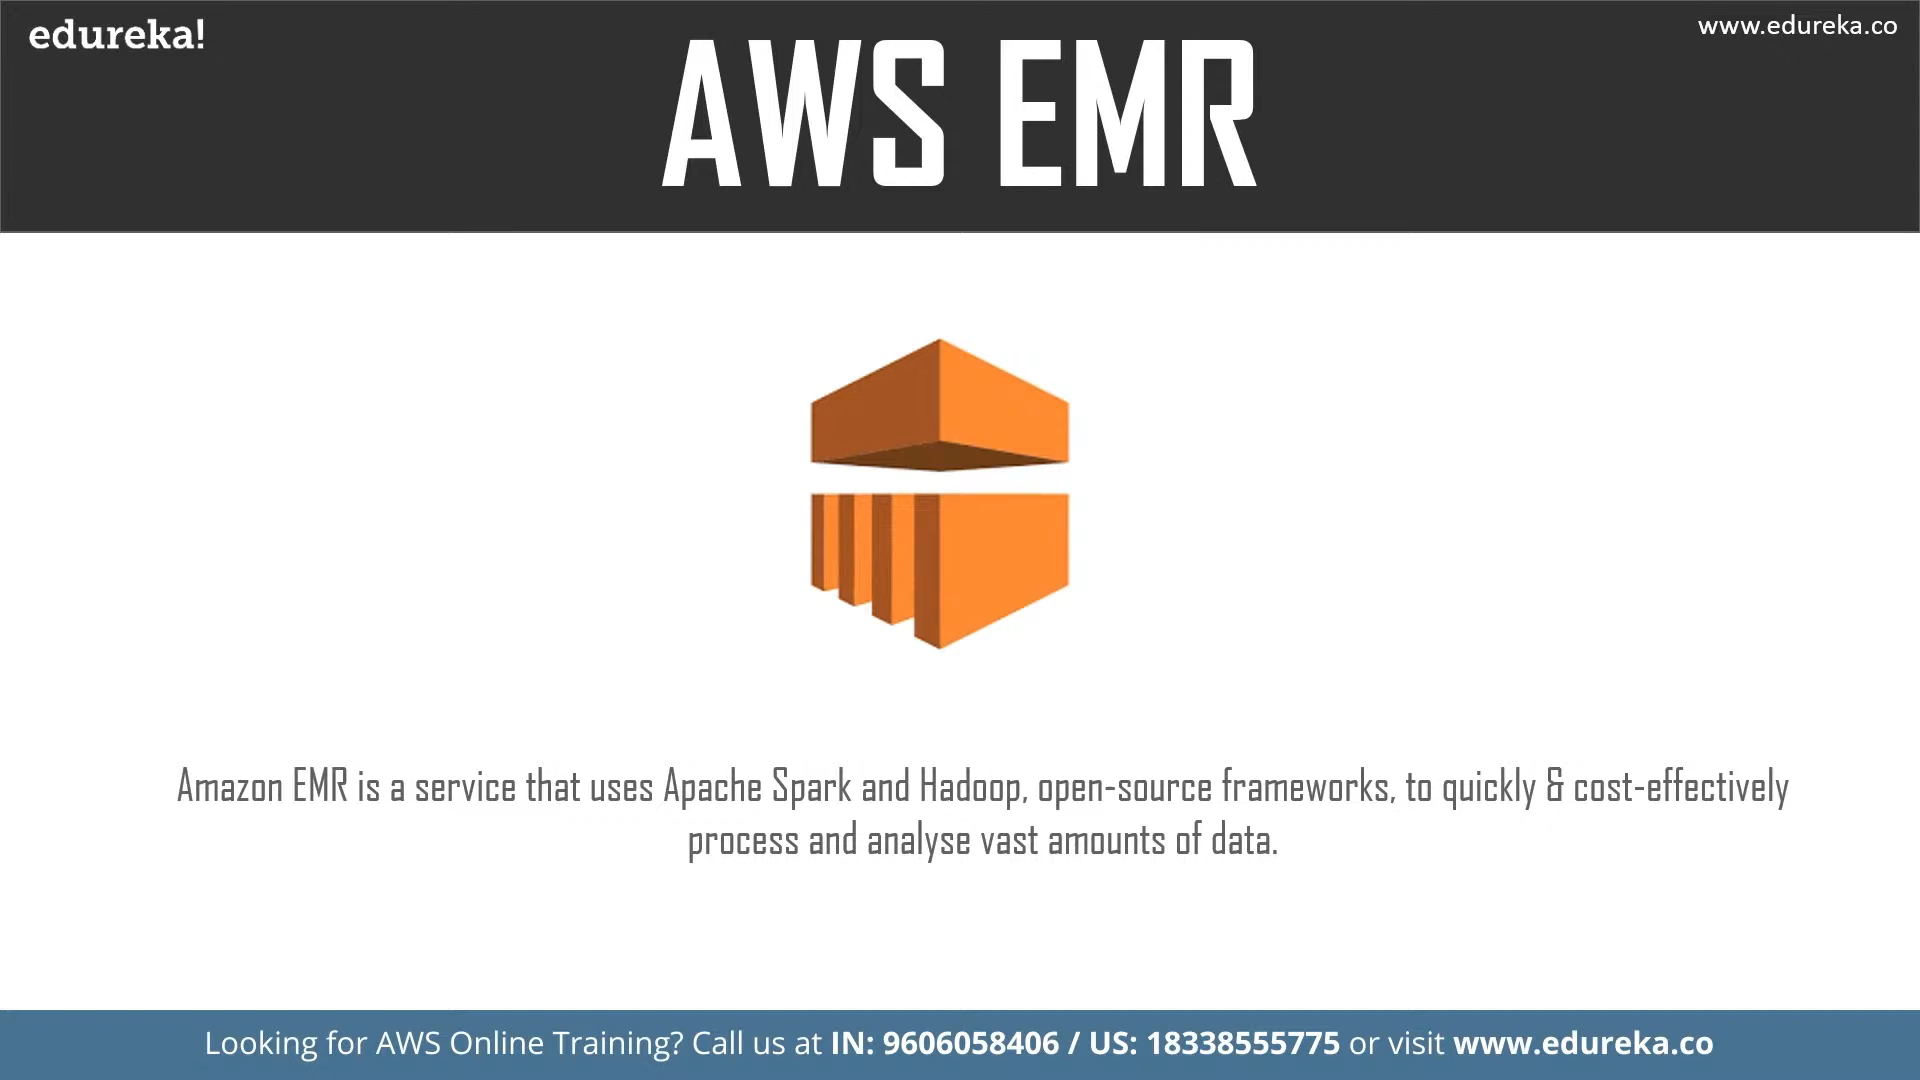 edureka!
www.edureka.co
AWS EMR
Amazon EMR is a service that uses Apache Spark and Hadoop, open-source frameworks, to quickly & cost-effectively
process and analyse vast amounts of data.
Looking for AWS Online Training? Call us at IN: 9606058406 / US: 18338555775 or visit www.edureka.co